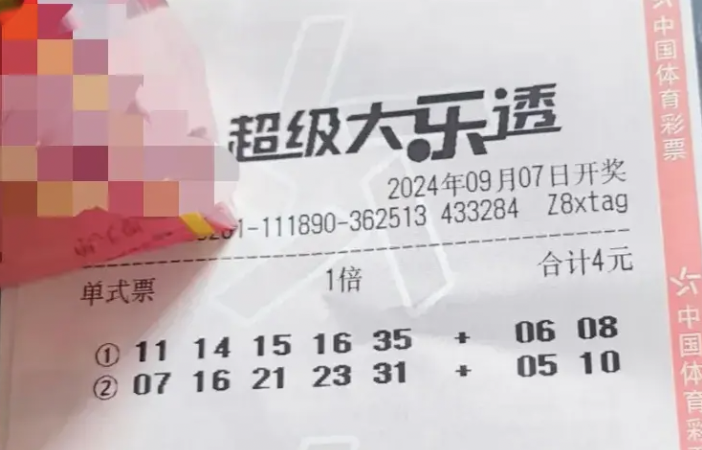 超级大乐透
2024年09月07日开奖
-111890-362513 433284 Z8xtag
单式票 1倍 合计4元
① 11 14 15 16 35 + 06 08
② 07 16 21 23 31 + 05 10
中国体育彩票
中国体育彩票